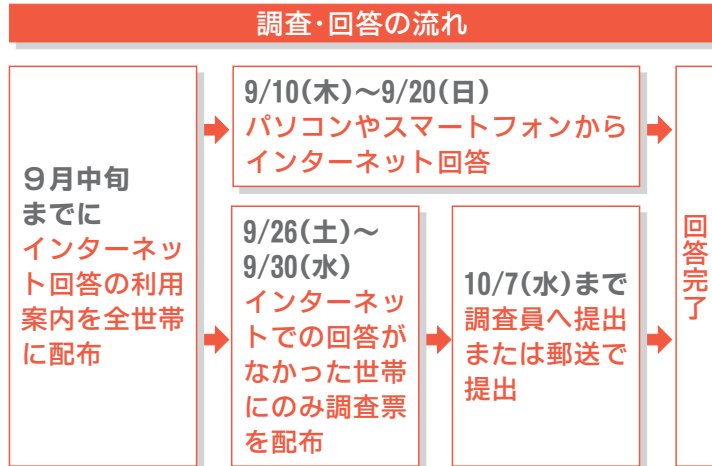 調査・回答の流れ
９月中旬
までに
インターネッ
ト回答の利用
案内を全世帯
に配布
9/10(木)〜9/20(日)
パソコンやスマートフォンから
インターネット回答
9/26(土)〜
9/30(水)
インターネッ
トでの回答が
なかった世帯
にのみ調査票
を配布
10/7(水)まで
調査員へ提出
または郵送で
提出
回答完了